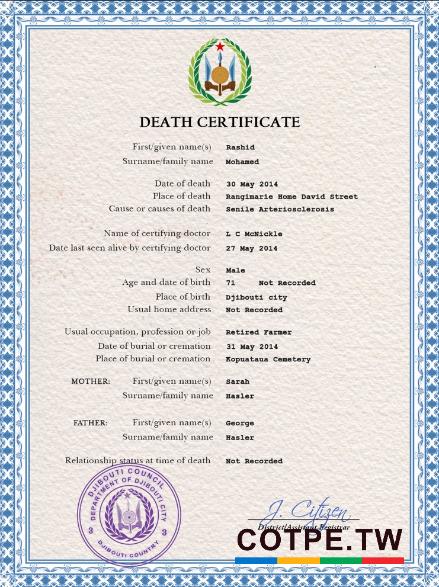 DEATH CERTIFICATE
First/given name(s) Rashid
Surname/family name Mohamed
Date of death 30 May 2014
Place of death Rangimarie Home David Street
Cause or causes of death Senile Arteriosclerosis
Name of certifying doctor L C McNickle
Date last seen alive by certifying doctor 27 May 2014
Sex Male
Age and date of birth 71 Not Recorded
Place of birth Djibouti city
Usual home address Not Recorded
Usual occupation, profession or job Retired Farmer
Date of burial or cremation 31 May 2014
Place of burial or cremation Kopuataua Cemetery
MOTHER: First/given name(s) Sarah
Surname/family name Hasler
FATHER: First/given name(s) George
Surname/family name Hasler
Relationship status at time of death Not Recorded
DJIBOUTI COUNCIL
DEPARTMENT OF DJIBOUTI CITY
3 3
DJIBOUTI COUNTRY
J. Citizen
District/Assistant Registrar
COTPE.TW